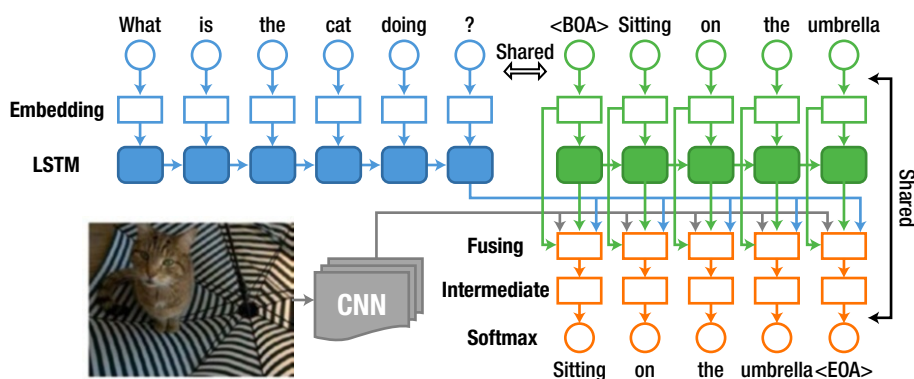 What is the cat doing ? <BOA> Sitting on the umbrella
Shared
Embedding
LSTM
Shared
Fusing
CNN
Intermediate
Softmax
Sitting on the umbrella <EOA>